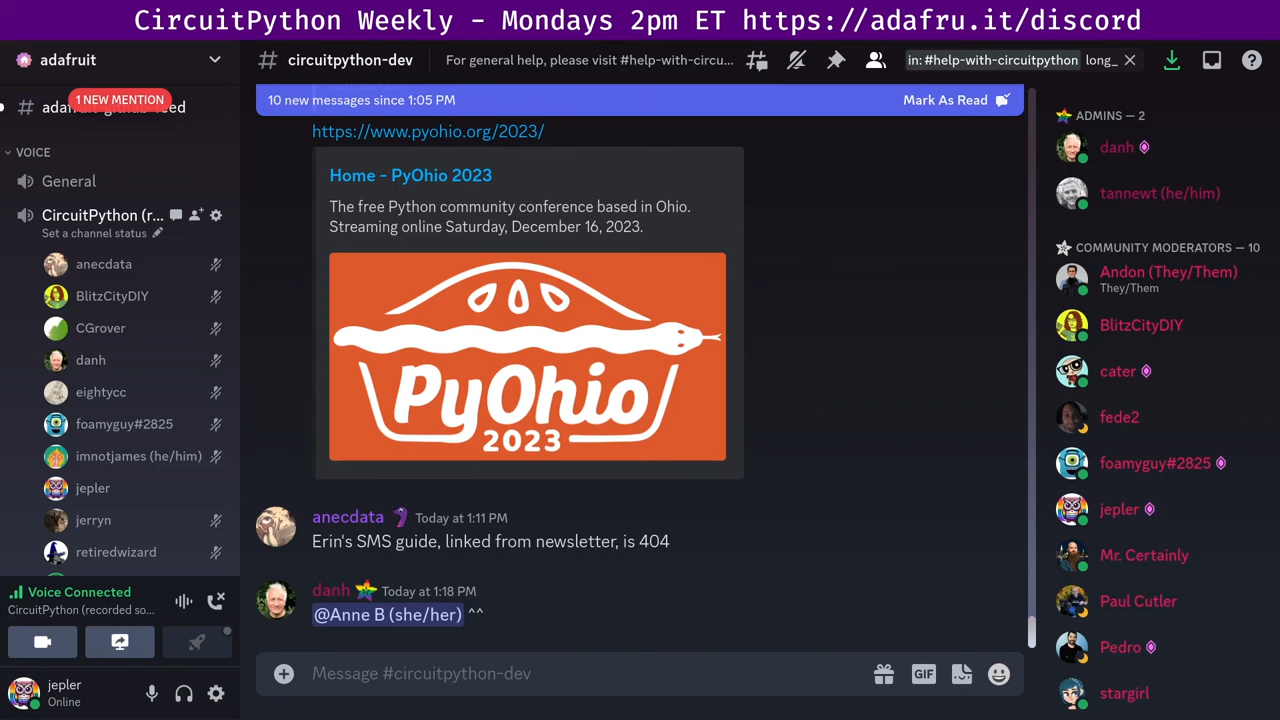 CircuitPython Weekly - Mondays 2pm ET https://adafru.it/discord
adafruit
1 NEW MENTION
VOICE
General
CircuitPython (r...
Set a channel status
anecdata
BlitzCityDIY
CGrover
danh
eightycc
foamyguy#2825
imnotjames (he/him)
jepler
jerryn
retiredwizard
Voice Connected
CircuitPython (recorded so...
jepler
Online
circuitpython-dev
For general help, please visit #help-with-circu...
in: #help-with-circuitpython long_
10 new messages since 1:05 PM
Mark As Read
https://www.pyohio.org/2023/
Home - PyOhio 2023
The free Python community conference based in Ohio.
Streaming online Saturday, December 16, 2023.
PyOhio
2023
anecdata Today at 1:11 PM
Erin's SMS guide, linked from newsletter, is 404
danh Today at 1:18 PM
@Anne B (she/her) ^^
Message #circuitpython-dev
GIF
ADMINS — 2
danh
tannewt (he/him)
COMMUNITY MODERATORS — 10
Andon (They/Them)
They/Them
BlitzCityDIY
cater
fede2
foamyguy#2825
jepler
Mr. Certainly
Paul Cutler
Pedro
stargirl